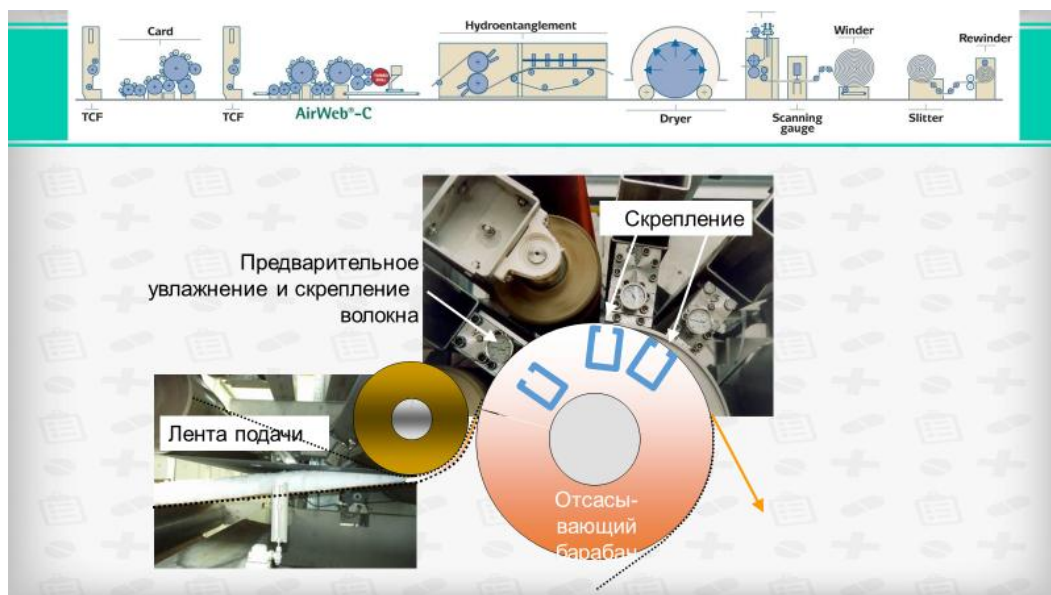 Hydroentanglement
Card
Winder
Rewinder
TCF
TCF
AirWeb®-C
Dryer
Scanning
gauge
Slitter
Скрепление
Предварительное
увлажнение и скрепление
волокна
Лента подачи
Отсасы-
вающий
барабан